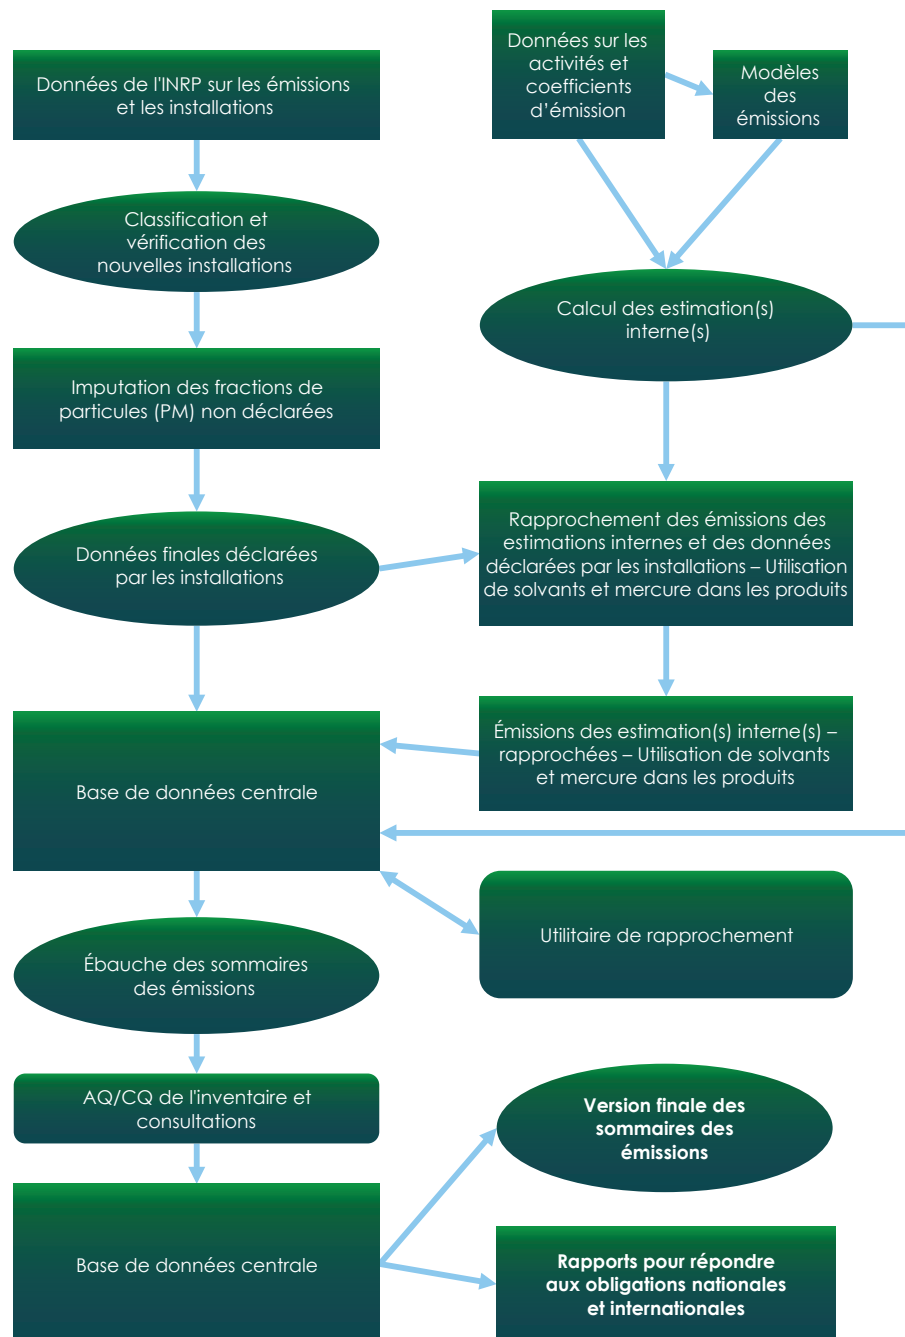 Données de l'INRP sur les émissions
et les installations
Données sur les
activités et
coefficients
d’émission
Modèles
des
émissions
Classification et
vérification des
nouvelles installations
Calcul des estimation(s)
interne(s)
Imputation des fractions de
particules (PM) non déclarées
Données finales déclarées
par les installations
Rapprochement des émissions des
estimations internes et des données
déclarées par les installations – Utilisation
de solvants et mercure dans les produits
Émissions des estimation(s) interne(s) –
rapprochées – Utilisation de solvants
et mercure dans les produits
Base de données centrale
Utilitaire de rapprochement
Ébauche des sommaires
des émissions
AQ/CQ de l'inventaire et
consultations
Version finale des
sommaires des
émissions
Base de données centrale
Rapports pour répondre
aux obligations nationales
et internationales